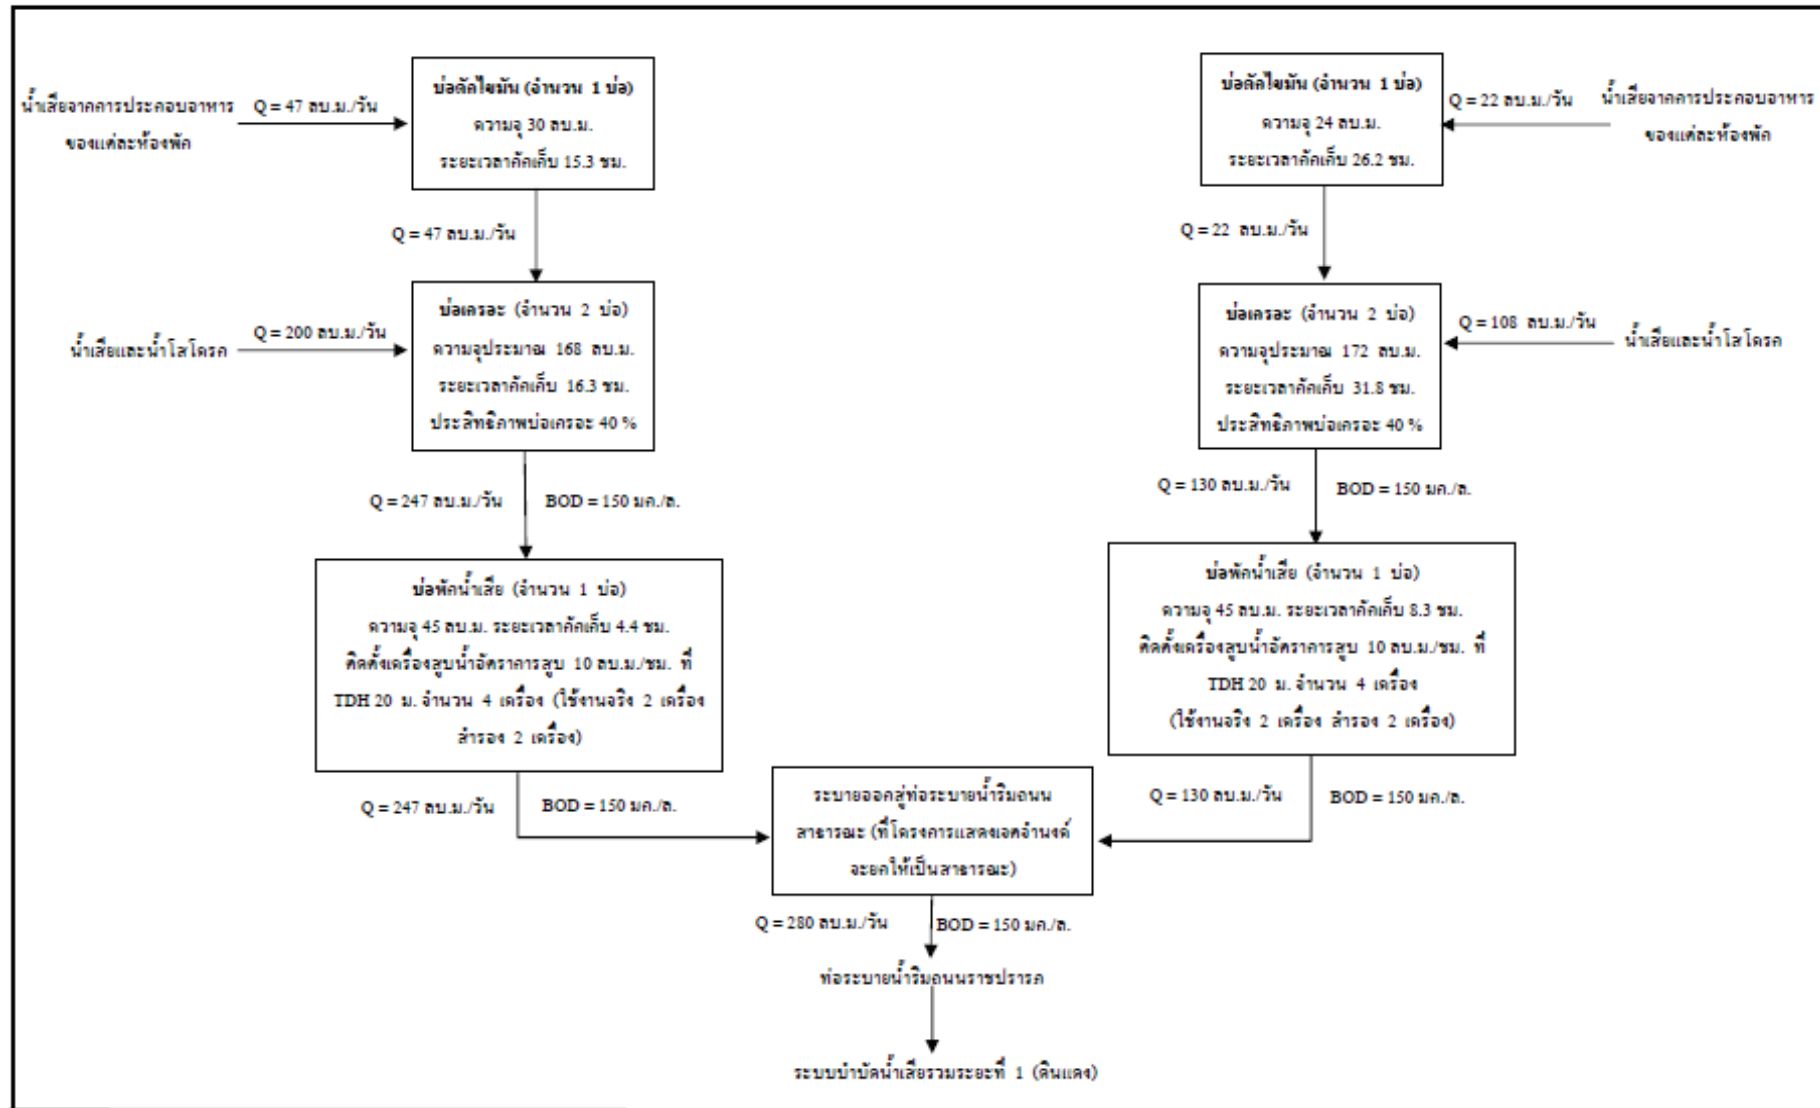 บ่อดักไขมัน (จำนวน 1 บ่อ)
ความจุ 30 ลบ.ม.
ระยะเวลากักเก็บ 15.3 ชม.
น้ำเสียจากการประกอบอาหาร
ของแต่ละห้องพัก
Q = 47 ลบ.ม./วัน
Q = 47 ลบ.ม./วัน
บ่อเกรอะ (จำนวน 2 บ่อ)
ความจุประมาณ 168 ลบ.ม.
ระยะเวลากักเก็บ 16.3 ชม.
ประสิทธิภาพบ่อเกรอะ 40 %
น้ำเสียและน้ำโสโครก
Q = 200 ลบ.ม./วัน
Q = 247 ลบ.ม./วัน BOD = 150 มก./ล.
บ่อพักน้ำเสีย (จำนวน 1 บ่อ)
ความจุ 45 ลบ.ม. ระยะเวลากักเก็บ 4.4 ชม.
ติดตั้งเครื่องสูบน้ำอัตราการสูบ 10 ลบ.ม./ชม. ที่
TDH 20 ม. จำนวน 4 เครื่อง (ใช้งานจริง 2 เครื่อง
สำรอง 2 เครื่อง)
Q = 247 ลบ.ม./วัน BOD = 150 มก./ล.
บ่อดักไขมัน (จำนวน 1 บ่อ)
ความจุ 24 ลบ.ม.
ระยะเวลากักเก็บ 26.2 ชม.
Q = 22 ลบ.ม./วัน
น้ำเสียจากการประกอบอาหาร
ของแต่ละห้องพัก
Q = 22 ลบ.ม./วัน
บ่อเกรอะ (จำนวน 2 บ่อ)
ความจุประมาณ 172 ลบ.ม.
ระยะเวลากักเก็บ 31.8 ชม.
ประสิทธิภาพบ่อเกรอะ 40 %
Q = 108 ลบ.ม./วัน
น้ำเสียและน้ำโสโครก
Q = 130 ลบ.ม./วัน BOD = 150 มก./ล.
บ่อพักน้ำเสีย (จำนวน 1 บ่อ)
ความจุ 45 ลบ.ม. ระยะเวลากักเก็บ 8.3 ชม.
ติดตั้งเครื่องสูบน้ำอัตราการสูบ 10 ลบ.ม./ชม. ที่
TDH 20 ม. จำนวน 4 เครื่อง
(ใช้งานจริง 2 เครื่อง สำรอง 2 เครื่อง)
Q = 130 ลบ.ม./วัน BOD = 150 มก./ล.
ระบายออกสู่ท่อระบายน้ำริมถนน
สาธารณะ (ที่โครงการแสดงเจตจำนงค์
จะยกให้เป็นสาธารณะ)
Q = 280 ลบ.ม./วัน BOD = 150 มก./ล.
ท่อระบายน้ำริมถนนราชปรารภ
ระบบบำบัดน้ำเสียรวมระยะที่ 1 (ดินแดง)